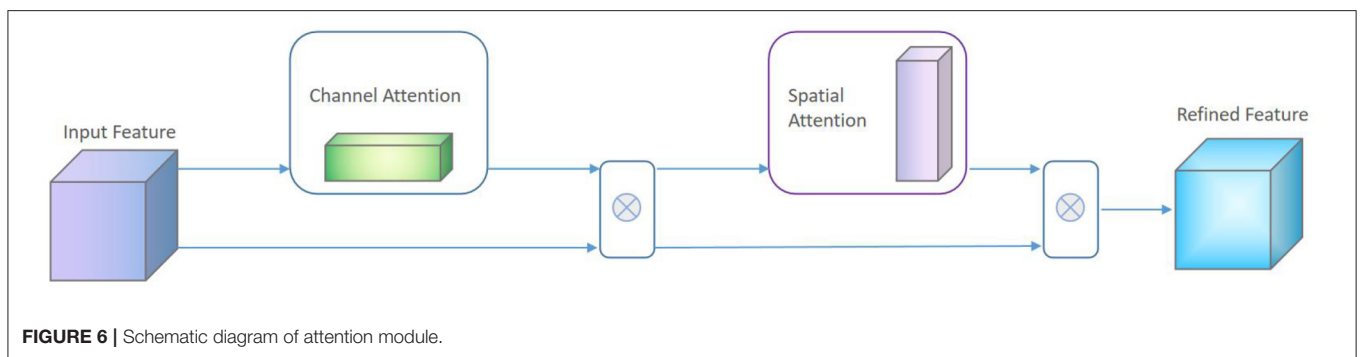 Input Feature
Channel Attention
Spatial
Attention
Refined Feature
FIGURE 6 | Schematic diagram of attention module.